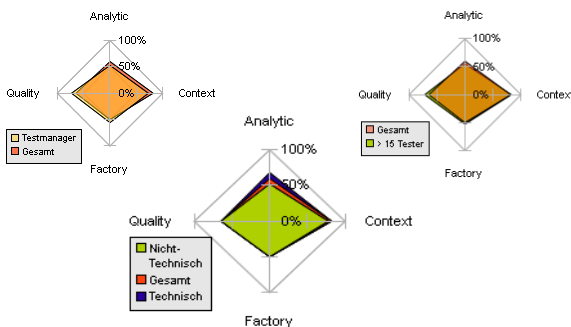 Analytic
100%
50%
Quality
0%
Context
Testmanager
Gesamt
Factory
Analytic
100%
50%
Quality
0%
Contex
Gesamt
> 15 Tester
Factory
Analytic
100%
50%
Quality
0%
Context
Nicht-
Technisch
Gesamt
Technisch
Factory